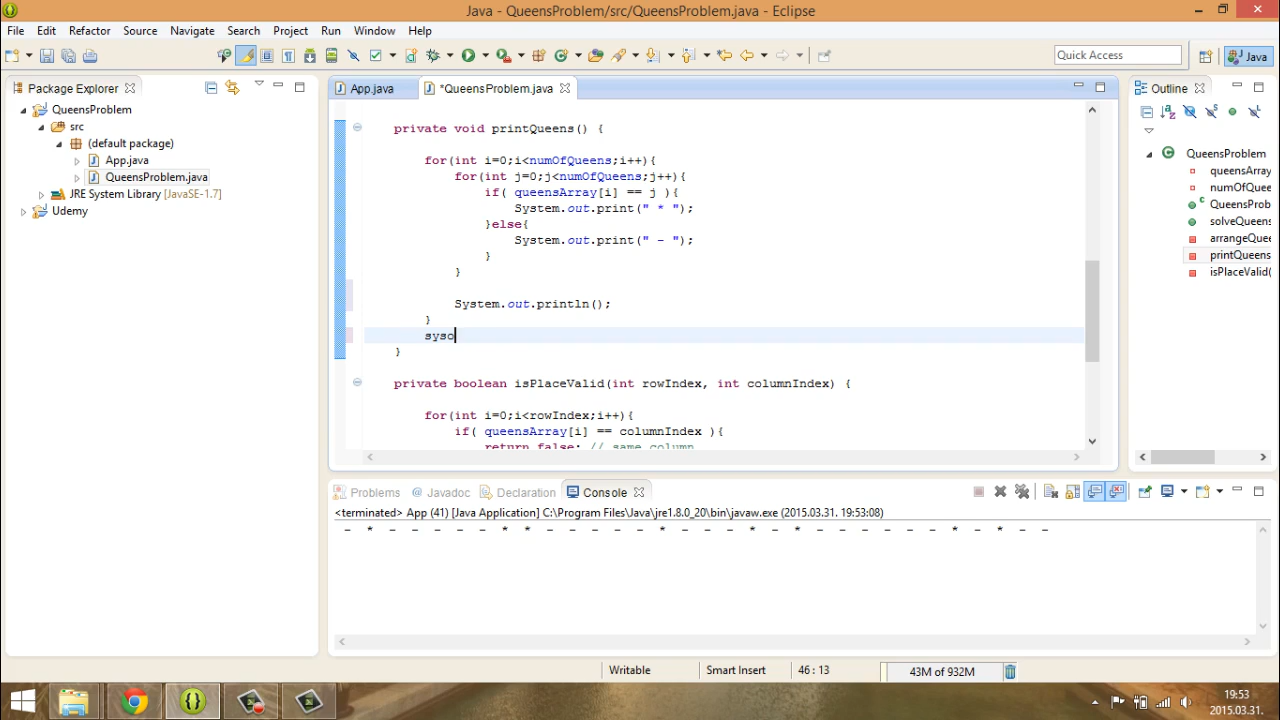 Java - QueensProblem/src/QueensProblem.java - Eclipse
File Edit Refactor Source Navigate Search Project Run Window Help
Quick Access
Java
Package Explorer
QueensProblem
src
(default package)
App.java
QueensProblem.java
JRE System Library [JavaSE-1.7]
Udemy
App.java
*QueensProblem.java
private void printQueens() {
for(int i=0;i<numOfQueens;i++){
for(int j=0;j<numOfQueens;j++){
if( queensArray[i] == j ){
System.out.print(" * ");
}else{
System.out.print(" - ");
}
}
System.out.println();
}
syso
}
private boolean isPlaceValid(int rowIndex, int columnIndex) {
for(int i=0;i<rowIndex;i++){
if( queensArray[i] == columnIndex ){
return false; // same column
Outline
QueensProblem
queensArray
numOfQuee
QueensProb
solveQueens
arrangeQuee
printQueens
isPlaceValid(
Problems @ Javadoc Declaration Console
<terminated> App (41) [Java Application] C:\Program Files\Java\jre1.8.0_20\bin\javaw.exe (2015.03.31. 19:53:08)
- * - - - - - * * - - - - - * - - - * - * - - - - - - * - * - -
Writable
Smart Insert
46 : 13
43M of 932M
19:53
2015.03.31.